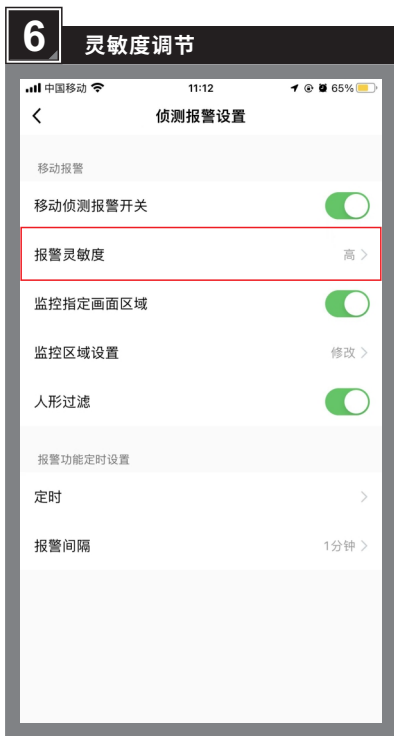 6 灵敏度调节
中国移动 11:12 65%
侦测报警设置
移动报警
移动侦测报警开关
报警灵敏度 高
监控指定画面区域
监控区域设置 修改
人形过滤
报警功能定时设置
定时
报警间隔 1分钟